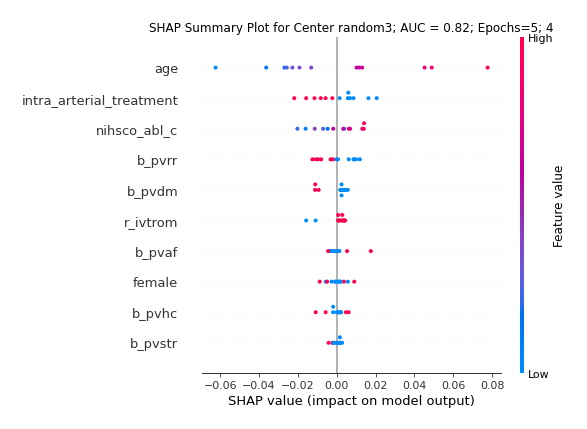 SHAP Summary Plot for Center random3; AUC = 0.82; Epochs=5; 4
High
age
intra_arterial_treatment
nihsco_abl_c
b_pvrr
b_pvdm
r_ivtrom
b_pvaf
female
b_pvhc
b_pvstr
Feature value
Low
−0.06 −0.04 −0.02 0.00 0.02 0.04 0.06 0.08
SHAP value (impact on model output)